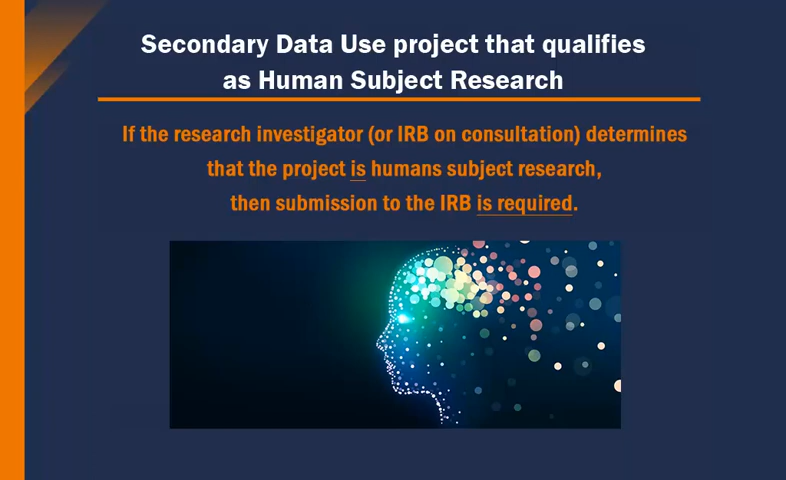 Secondary Data Use project that qualifies
as Human Subject Research
If the research investigator (or IRB on consultation) determines
that the project is humans subject research,
then submission to the IRB is required.